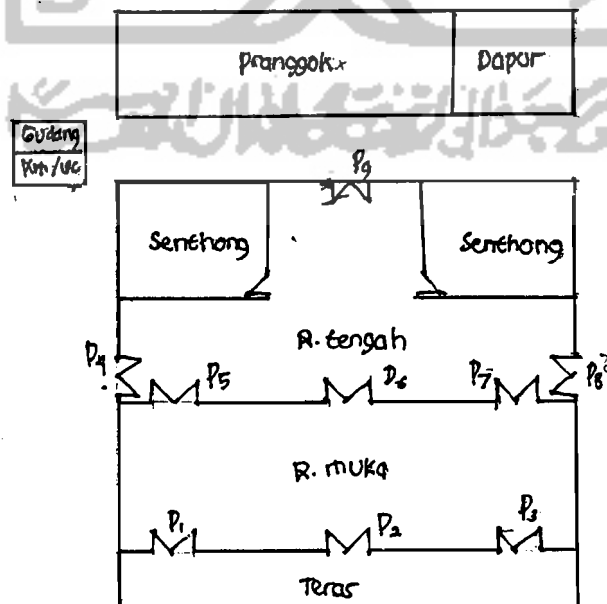 Pranggok
Dapur
Gudang
Km/wc
P9
Senthong
Senthong
R. tengah
P4
P5
P6
P7
P8
R. muka
P1
P2
P3
Teras